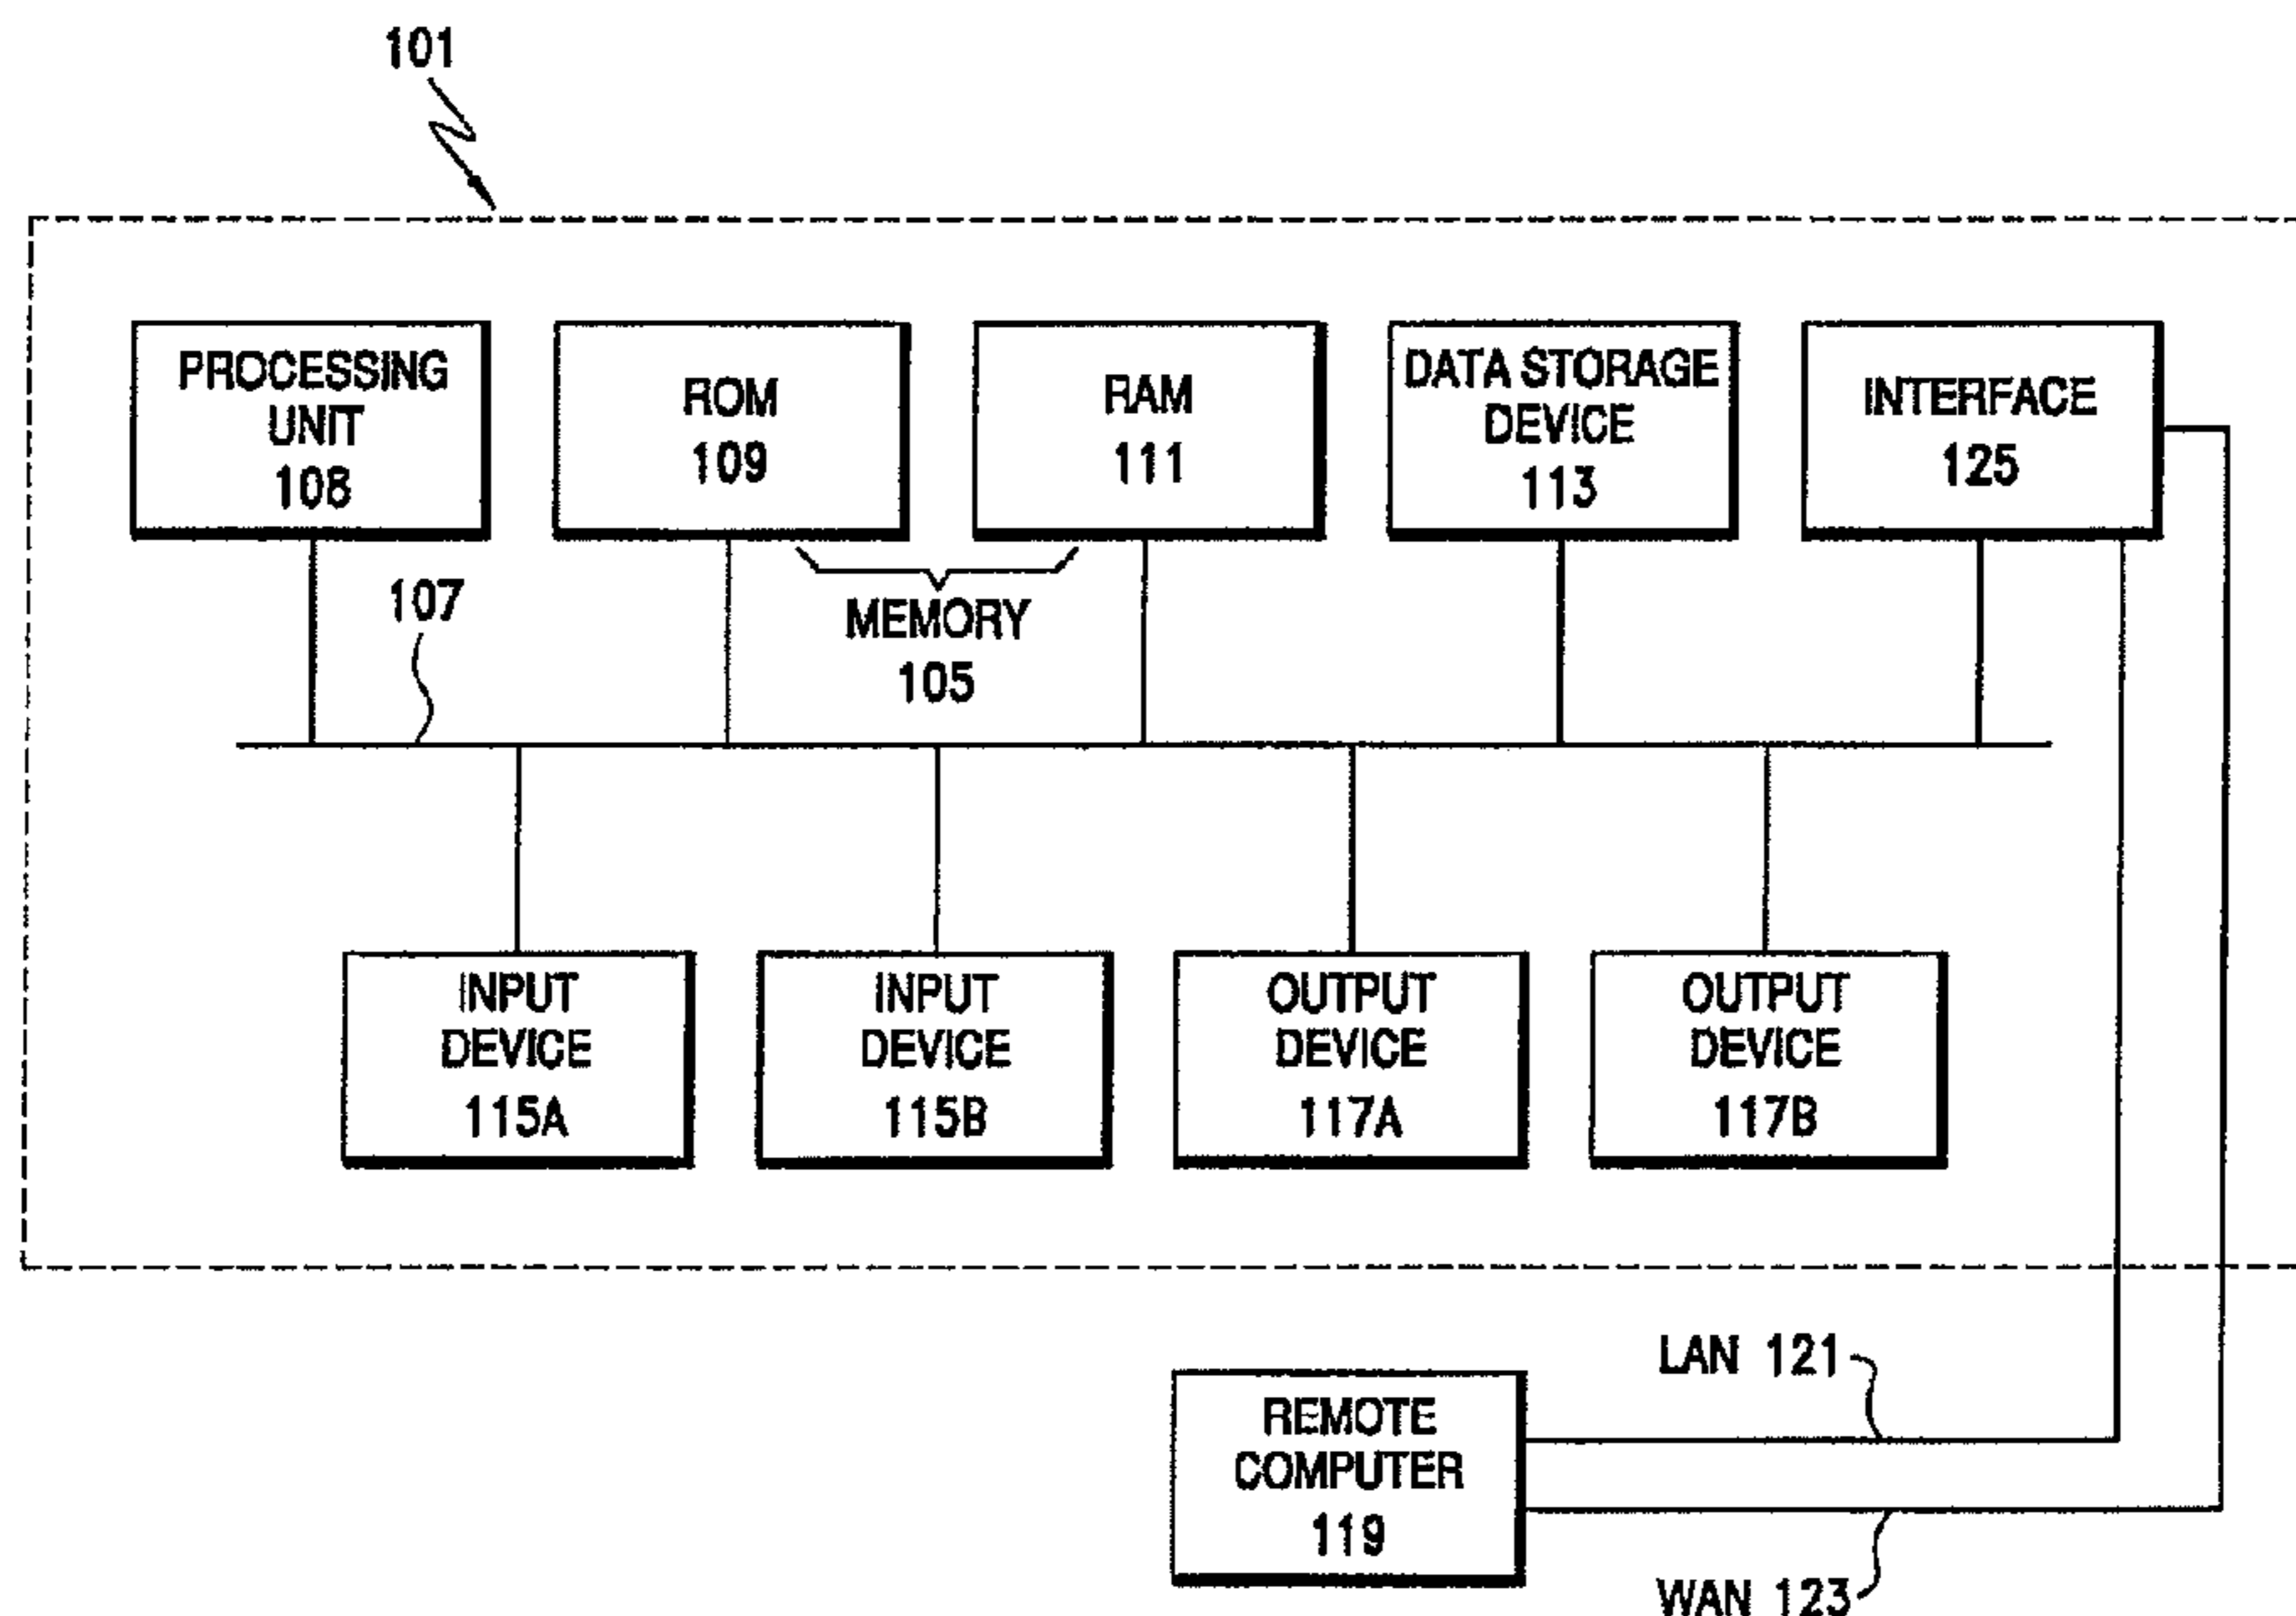 101
PROCESSING
UNIT
108
ROM
109
RAM
111
DATA STORAGE
DEVICE
113
INTERFACE
125
107
MEMORY
105
INPUT
DEVICE
115A
INPUT
DEVICE
115B
OUTPUT
DEVICE
117A
OUTPUT
DEVICE
117B
LAN 121
REMOTE
COMPUTER
119
WAN 123